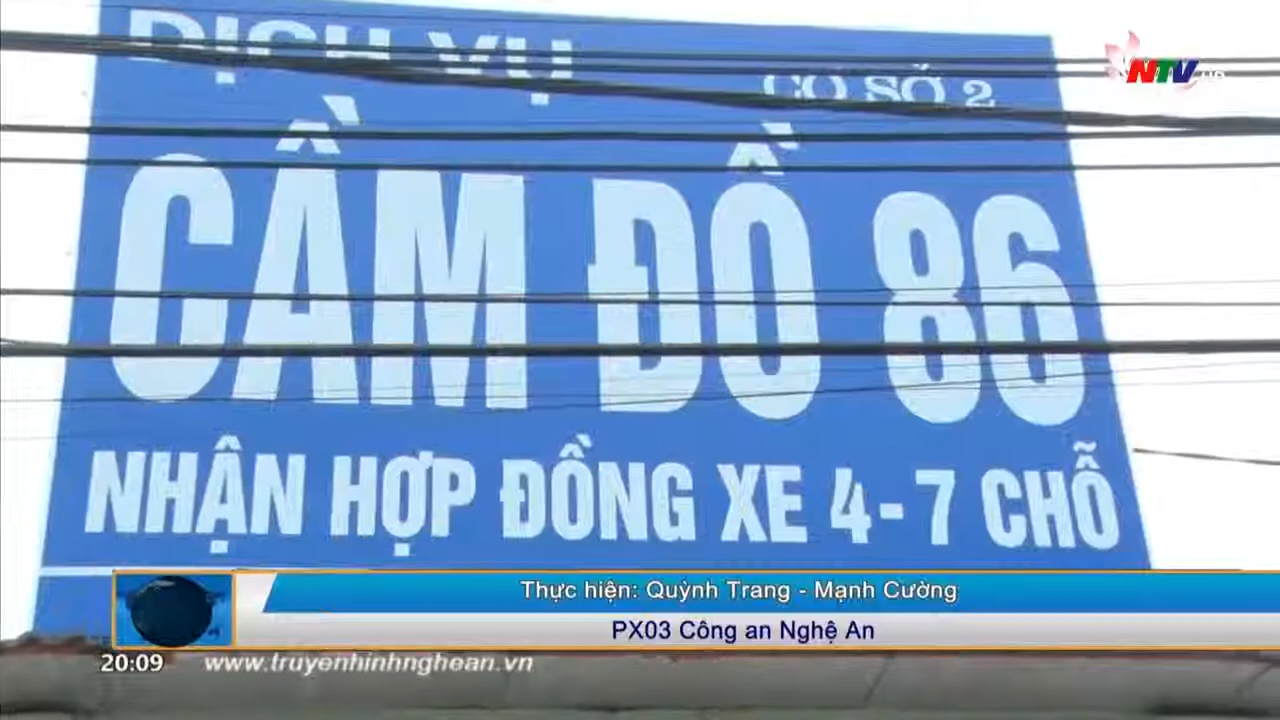 DỊCH VỤ
CƠ SỞ 2
NTV
CẦM ĐỒ 86
NHẬN HỢP ĐỒNG XE 4-7 CHỖ
Thực hiện: Quỳnh Trang - Mạnh Cường
PX03 Công an Nghệ An
20:09 www.truyenhinhnghean.vn